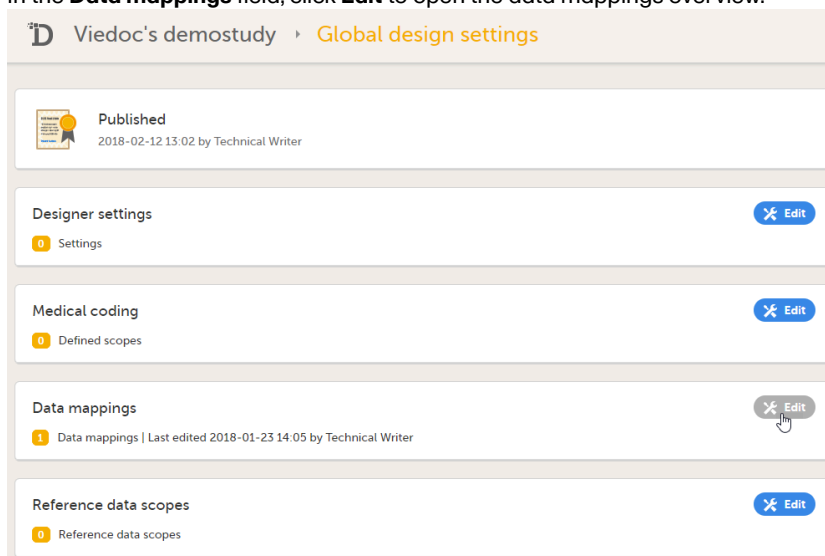 In the Data mappings field, click Edit to open the data mappings overview.
Viedoc's demostudy › Global design settings
Published
2018-02-12 13:02 by Technical Writer
Designer settings
Edit
0 Settings
Medical coding
Edit
0 Defined scopes
Data mappings
Edit
1 Data mappings | Last edited 2018-01-23 14:05 by Technical Writer
Reference data scopes
Edit
0 Reference data scopes